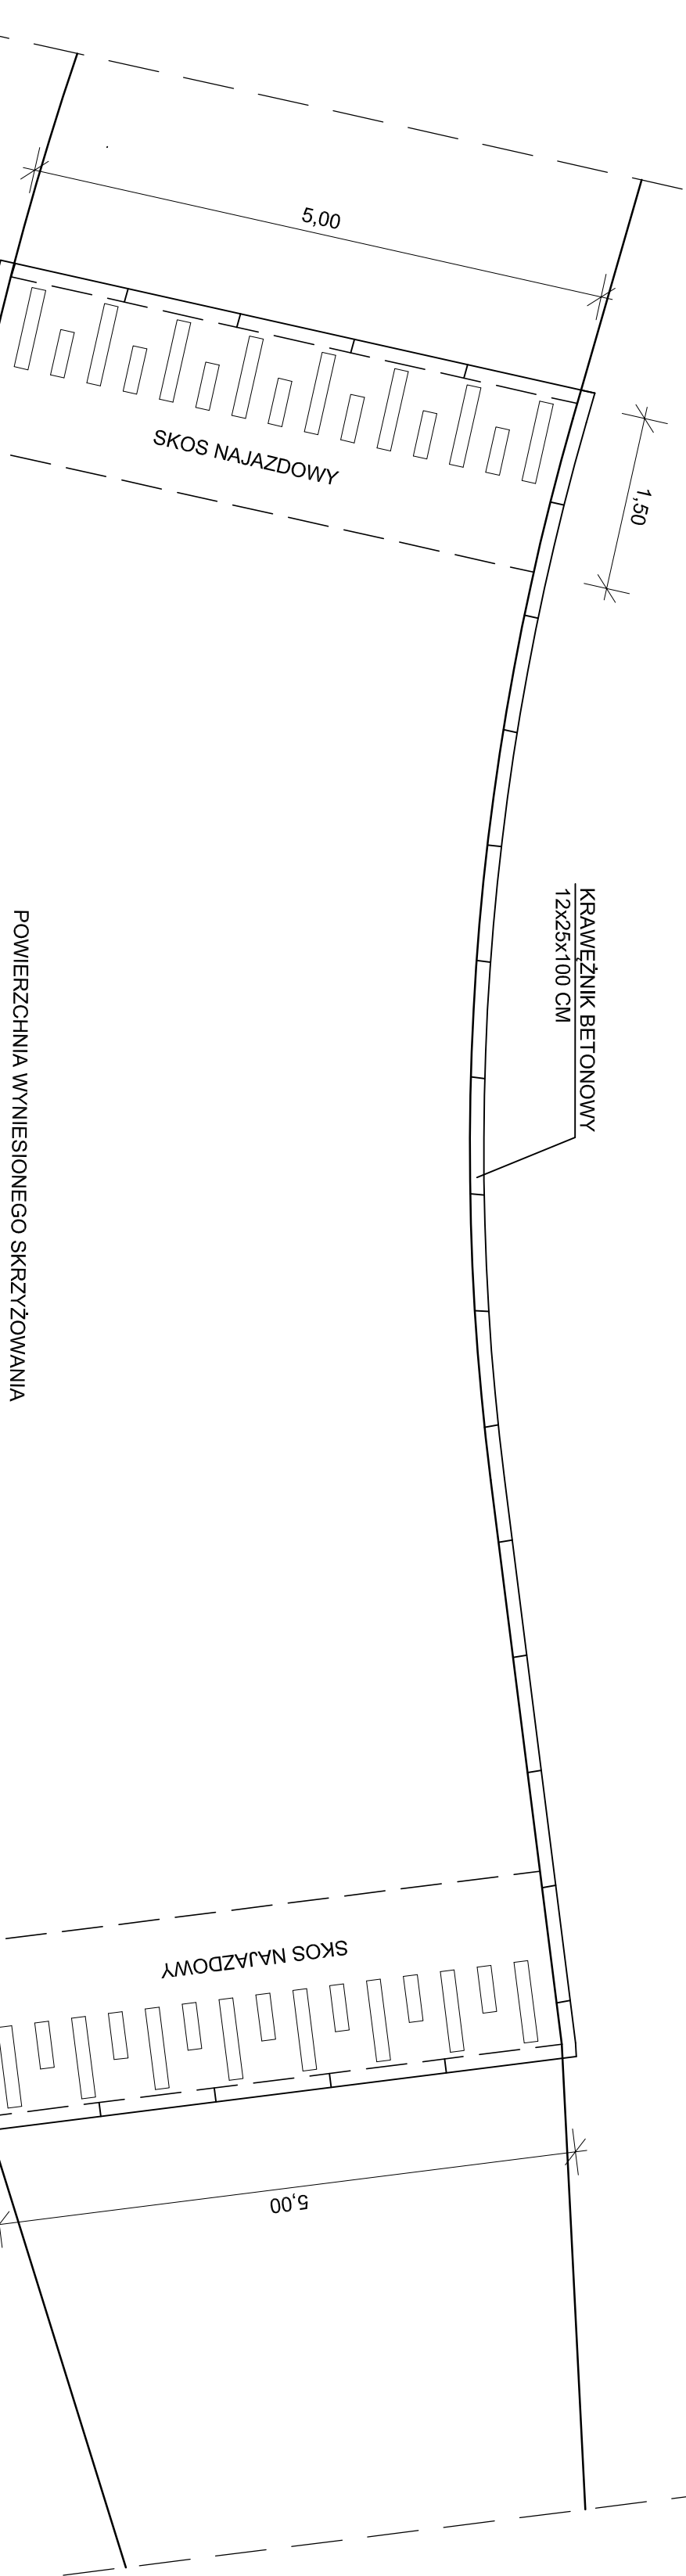 5,00
SKOS NAJAZDOWY
1,50
KRAWĘŻNIK BETONOWY
12x25x100 CM
POWIERZCHNIA WYNIESIONEGO SKRZYŻOWANIA
SKOS NAJAZDOWY
5,00